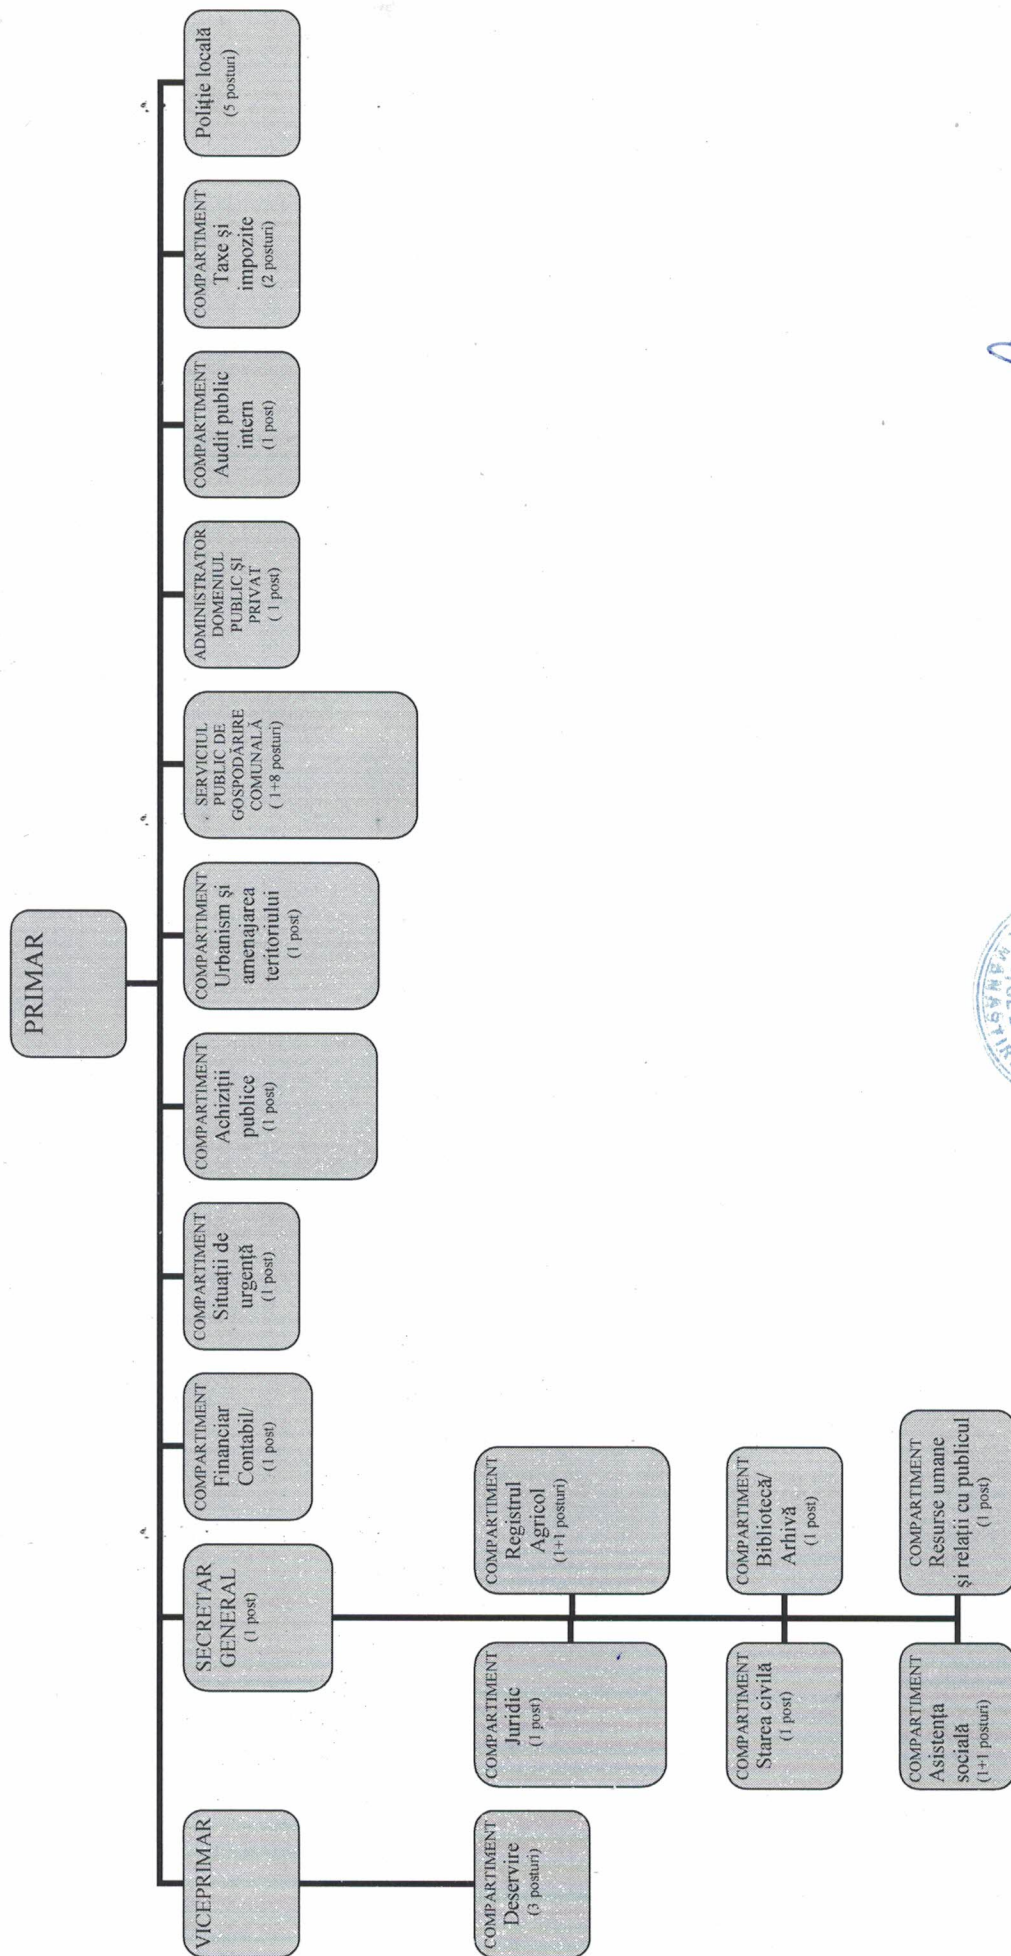 PRIMAR
VICEPRIMAR
SECRETAR
GENERAL
(1 post)
COMPARTIMENT
Financiar
Contabil/
(1 post)
COMPARTIMENT
Situații de
urgență
(1 post)
COMPARTIMENT
Achiziții
publice
(1 post)
COMPARTIMENT
Urbanism și
amenajarea
teritoriului
(1 post)
SERVICIUL
PUBLIC DE
GOSPODĂRIRE
COMUNALĂ
( 1+8 posturi)
ADMINISTRATOR
DOMENIUL
PUBLIC ŞI
PRIVAT
( 1 post)
COMPARTIMENT
Audit public
intern
(1 post)
COMPARTIMENT
Taxe și
impozite
(2 posturi)
Poliție locală
(5 posturi)
COMPARTIMENT
Deservire
(3 posturi)
COMPARTIMENT
Juridic
(1 post)
COMPARTIMENT
Registrul
Agricol
(1+1 posturi)
COMPARTIMENT
Starea civilă
(1 post)
COMPARTIMENT
Bibliotecă/
Arhivă
(1 post)
COMPARTIMENT
Asistența
socială
(1+1 posturi)
COMPARTIMENT
Resurse umane
și relații cu publicul
(1 post)